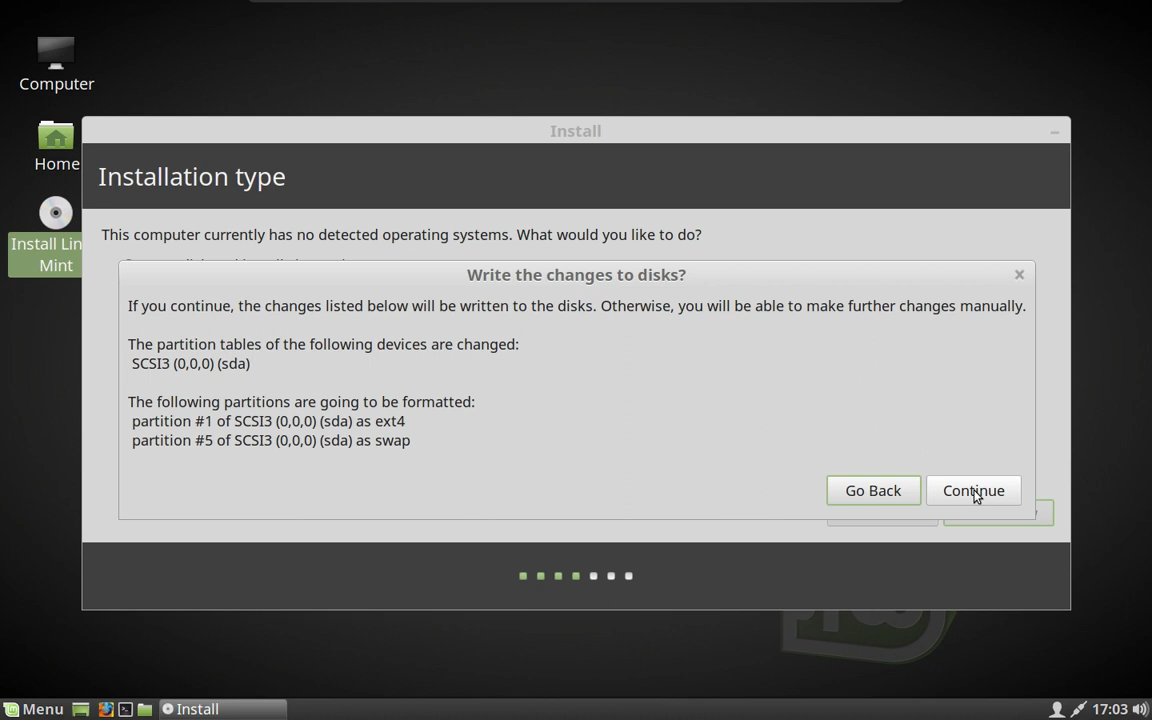 Computer
Home
Install Lin
Mint
Install
Installation type
This computer currently has no detected operating systems. What would you like to do?
Write the changes to disks?
If you continue, the changes listed below will be written to the disks. Otherwise, you will be able to make further changes manually.
The partition tables of the following devices are changed:
SCSI3 (0,0,0) (sda)
The following partitions are going to be formatted:
partition #1 of SCSI3 (0,0,0) (sda) as ext4
partition #5 of SCSI3 (0,0,0) (sda) as swap
Go Back
Continue
Menu
Install
17:03